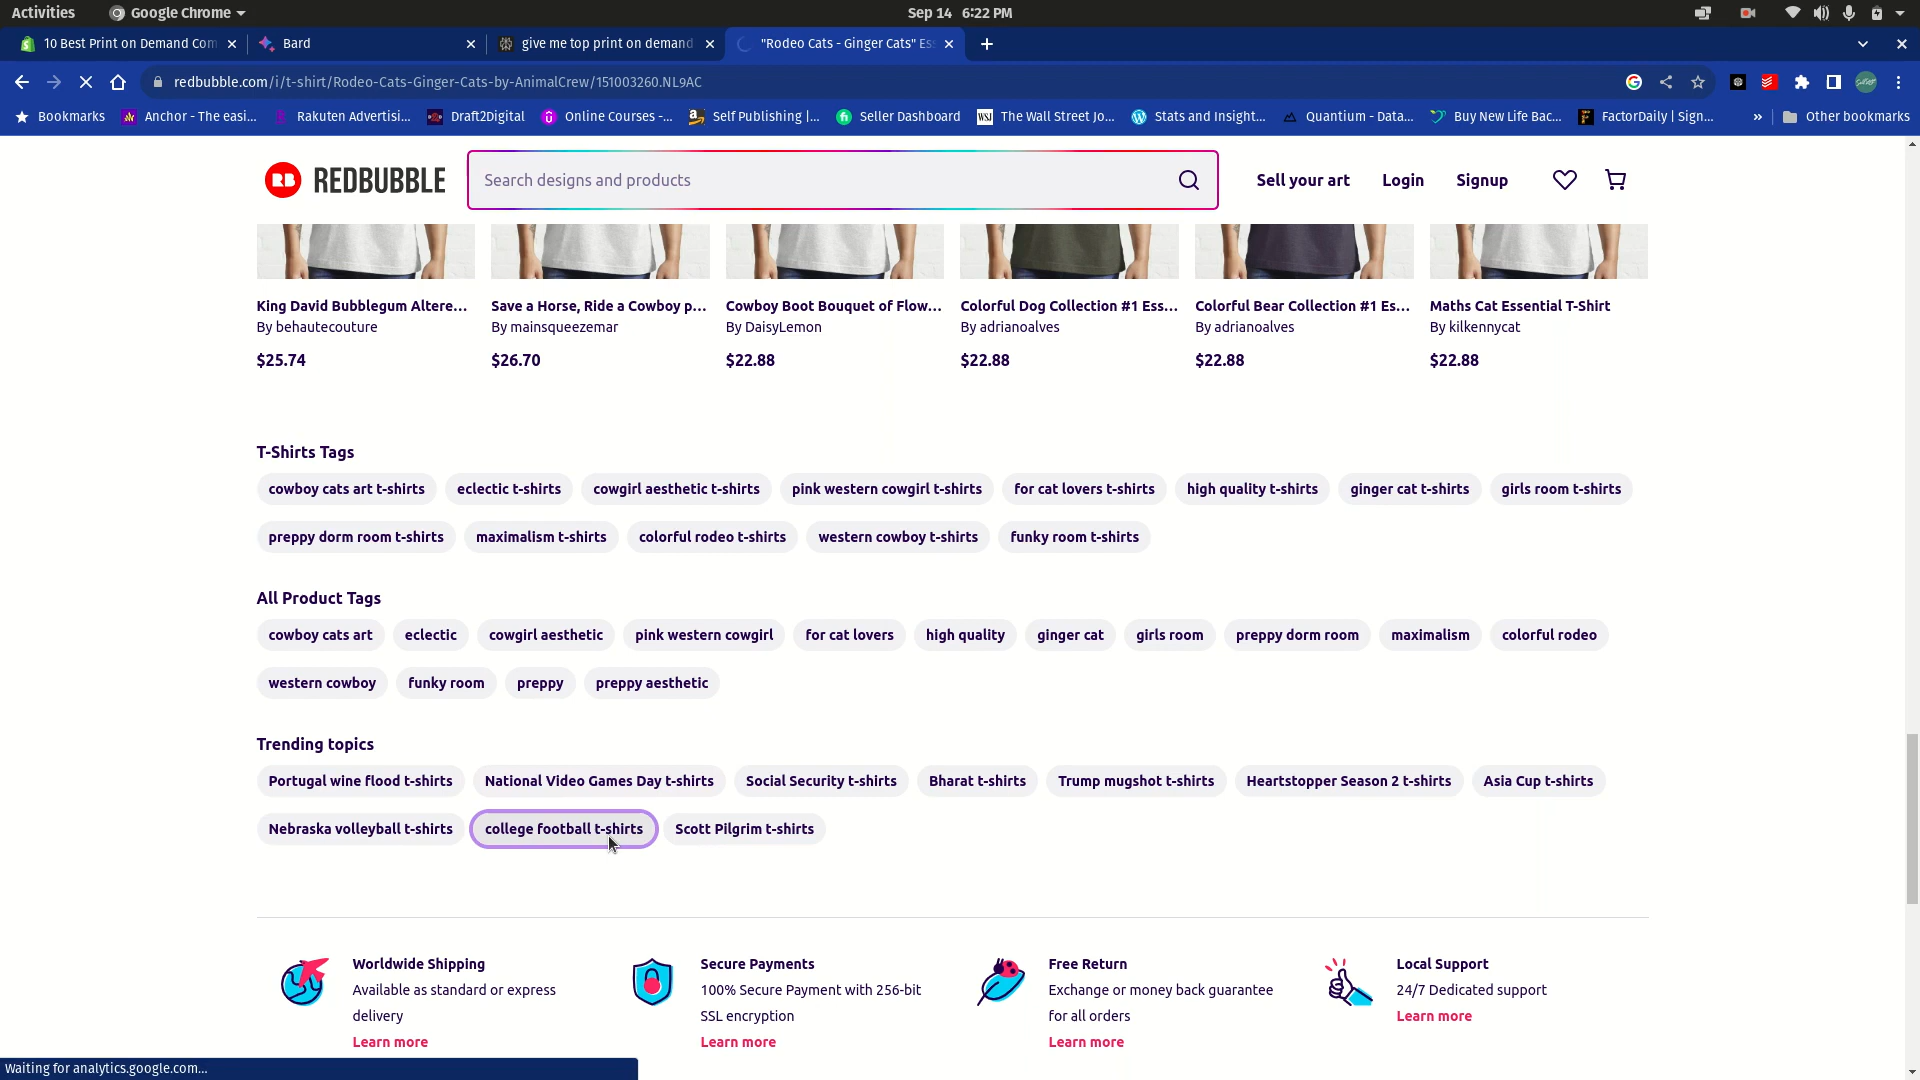 Activities
Google Chrome
Sep 14 6:22 PM
10 Best Print on Demand Com
Bard
give me top print on demand
"Rodeo Cats - Ginger Cats" Es
redbubble.com/i/t-shirt/Rodeo-Cats-Ginger-Cats-by-AnimalCrew/151003260.NL9AC
Bookmarks
Anchor - The easi...
Rakuten Advertisi...
Draft2Digital
Online Courses -...
Self Publishing |...
Seller Dashboard
The Wall Street Jo...
Stats and Insight...
Quantium - Data...
Buy New Life Bac...
FactorDaily | Sign...
»
Other bookmarks
RB REDBUBBLE
Search designs and products
Sell your art
Login
Signup
King David Bubblegum Altere...
By behautecouture
$25.74
Save a Horse, Ride a Cowboy p...
By mainsqueezemar
$26.70
Cowboy Boot Bouquet of Flow...
By DaisyLemon
$22.88
Colorful Dog Collection #1 Ess...
By adrianoalves
$22.88
Colorful Bear Collection #1 Es...
By adrianoalves
$22.88
Maths Cat Essential T-Shirt
By kilkennycat
$22.88
T-Shirts Tags
cowboy cats art t-shirts
eclectic t-shirts
cowgirl aesthetic t-shirts
pink western cowgirl t-shirts
for cat lovers t-shirts
high quality t-shirts
ginger cat t-shirts
girls room t-shirts
preppy dorm room t-shirts
maximalism t-shirts
colorful rodeo t-shirts
western cowboy t-shirts
funky room t-shirts
All Product Tags
cowboy cats art
eclectic
cowgirl aesthetic
pink western cowgirl
for cat lovers
high quality
ginger cat
girls room
preppy dorm room
maximalism
colorful rodeo
western cowboy
funky room
preppy
preppy aesthetic
Trending topics
Portugal wine flood t-shirts
National Video Games Day t-shirts
Social Security t-shirts
Bharat t-shirts
Trump mugshot t-shirts
Heartstopper Season 2 t-shirts
Asia Cup t-shirts
Nebraska volleyball t-shirts
college football t-shirts
Scott Pilgrim t-shirts
Worldwide Shipping
Available as standard or express
delivery
Learn more
Secure Payments
100% Secure Payment with 256-bit
SSL encryption
Learn more
Free Return
Exchange or money back guarantee
for all orders
Learn more
Local Support
24/7 Dedicated support
Learn more
Waiting for analytics.google.com...